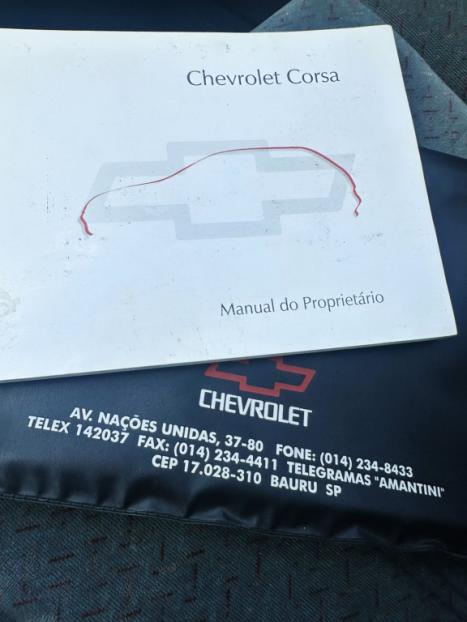 Chevrolet Corsa
Manual do Proprietário
CHEVROLET
AV. NAÇÕES UNIDAS, 37-80 FONE: (014) 234-8433
TELEX 142037 FAX: (014) 234-4411 TELEGRAMAS "AMANTINI"
CEP 17.028-310 BAURU SP